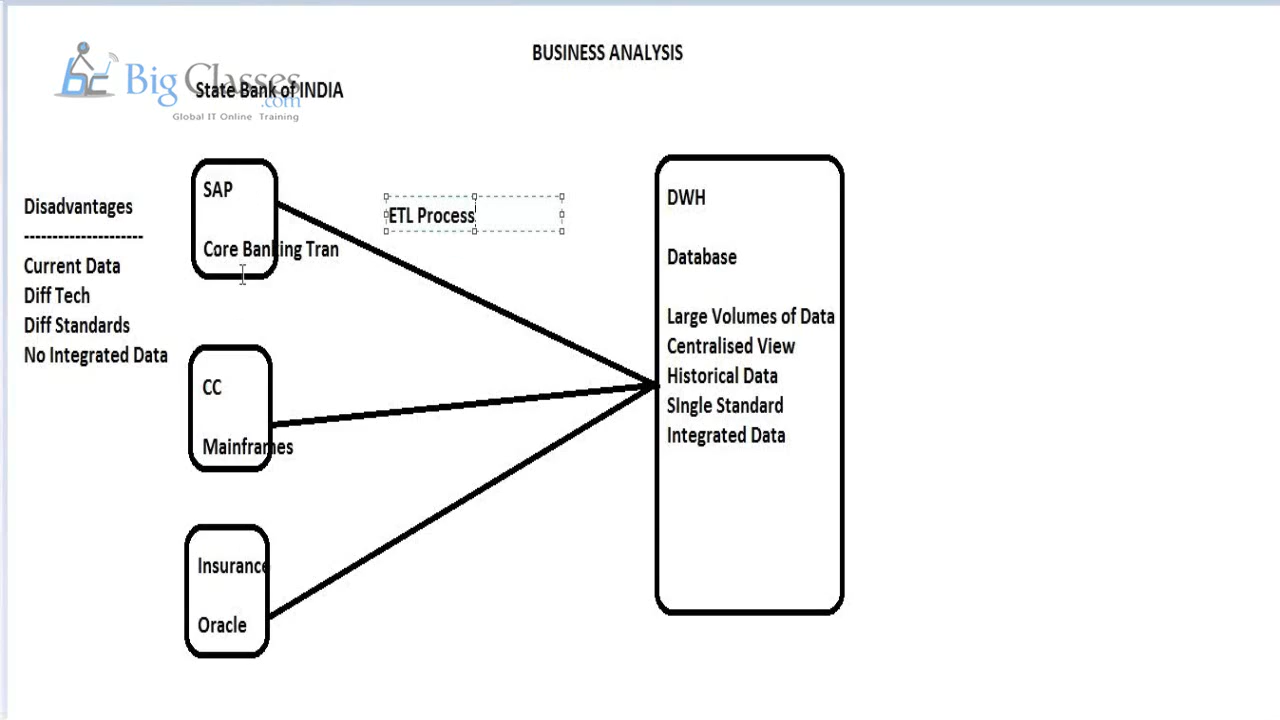 BUSINESS ANALYSIS
bc Big Classes
.com
Global IT Online Training
State Bank of INDIA
Disadvantages
---------------------
Current Data
Diff Tech
Diff Standards
No Integrated Data
SAP
Core Banking Tran
CC
Mainframes
Insurance
Oracle
ETL Process
DWH
Database
Large Volumes of Data
Centralised View
Historical Data
SIngle Standard
Integrated Data